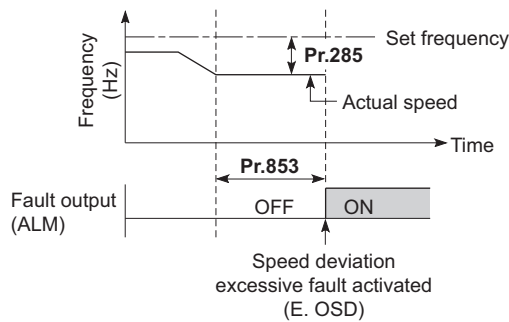 Frequency
(Hz)
Set frequency
Pr.285
Actual speed
Time
Pr.853
Fault output
(ALM)
OFF
ON
Speed deviation
excessive fault activated
(E. OSD)